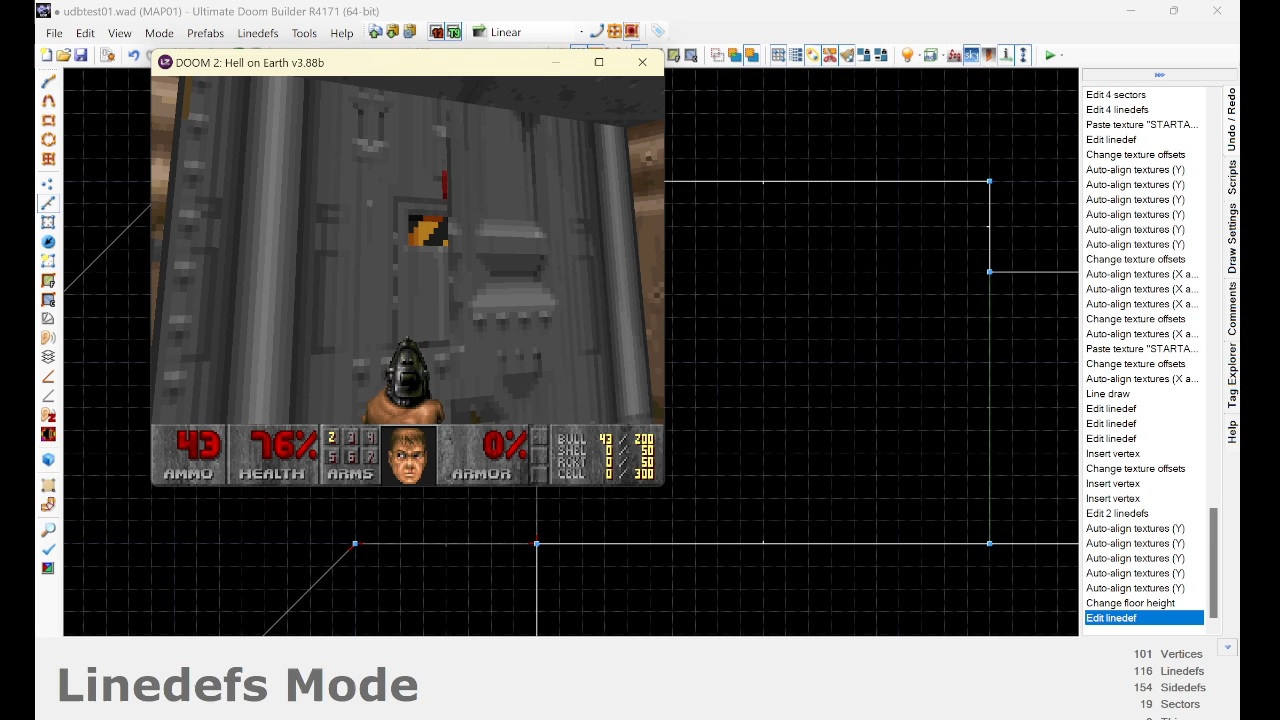 udbtest01.wad (MAP01) - Ultimate Doom Builder R4171 (64-bit)
File Edit View Mode Prefabs Linedefs Tools Help Linear
DOOM 2: Hell on Earth v3.88b
43 76% 2 3 4 5 6 7 0%
AMMO HEALTH ARMS ARMOR
BULL 43 / 200
SHEL 0 / 50
RCKT 0 / 50
CELL 0 / 300
Edit 4 sectors
Edit 4 linedefs
Paste texture "STARTA...
Edit linedef
Change texture offsets
Auto-align textures (Y)
Auto-align textures (Y)
Auto-align textures (Y)
Auto-align textures (Y)
Auto-align textures (Y)
Auto-align textures (Y)
Change texture offsets
Auto-align textures (X a...
Auto-align textures (X a...
Auto-align textures (X a...
Change texture offsets
Auto-align textures (X a...
Paste texture "STARTA...
Change texture offsets
Auto-align textures (X a...
Line draw
Edit linedef
Edit linedef
Edit linedef
Insert vertex
Change texture offsets
Insert vertex
Insert vertex
Edit 2 linedefs
Auto-align textures (Y)
Auto-align textures (Y)
Auto-align textures (Y)
Auto-align textures (Y)
Auto-align textures (Y)
Change floor height
Edit linedef
Undo / Redo
Scripts
Draw Settings
Comments
Tag Explorer
Help
Linedefs Mode
101 Vertices
116 Linedefs
154 Sidedefs
19 Sectors